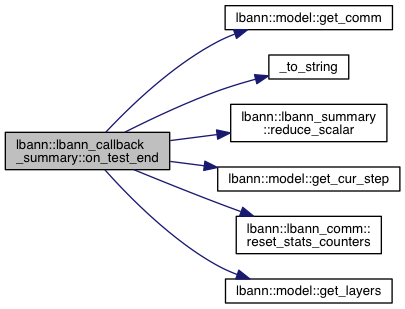 lbann::model::get_comm
_to_string
lbann::lbann_summary
::reduce_scalar
lbann::lbann_callback
_summary::on_test_end
lbann::model::get_cur_step
lbann::lbann_comm::
reset_stats_counters
lbann::model::get_layers